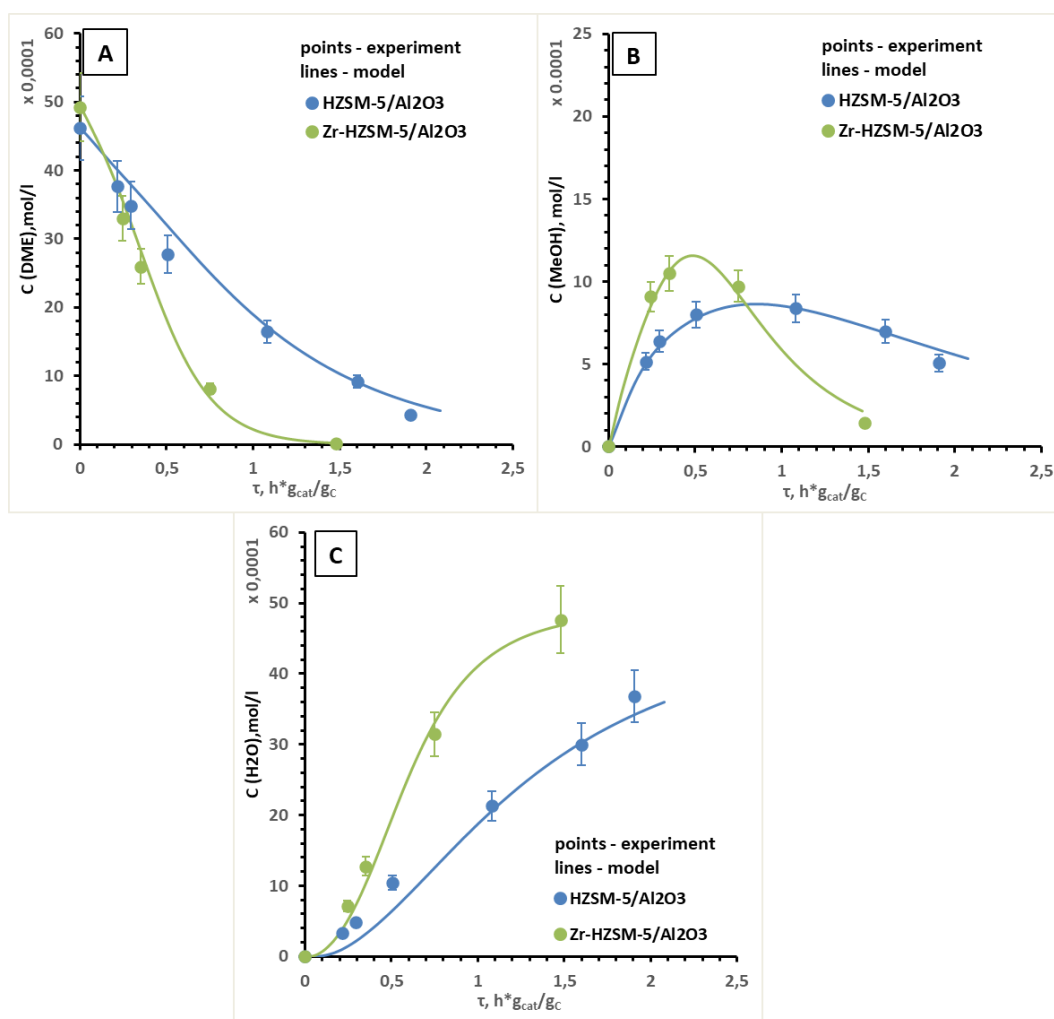 A
x 0,0001
C (DME),mol/l
60
50
40
30
20
10
0
points - experiment
lines - model
HZSM-5/Al2O3
Zr-HZSM-5/Al2O3
0 0,5 1 1,5 2 2,5
τ, h*gcat/gC
B
x 0.0001
C (MeOH), mol/l
25
20
15
10
5
0
points - experiment
lines - model
HZSM-5/Al2O3
Zr-HZSM-5/Al2O3
0 0,5 1 1,5 2 2,5
τ, h*gcat/gC
C
x 0,0001
C (H2O),mol/l
60
50
40
30
20
10
0
points - experiment
lines - model
HZSM-5/Al2O3
Zr-HZSM-5/Al2O3
0 0,5 1 1,5 2 2,5
τ, h*gcat/gC